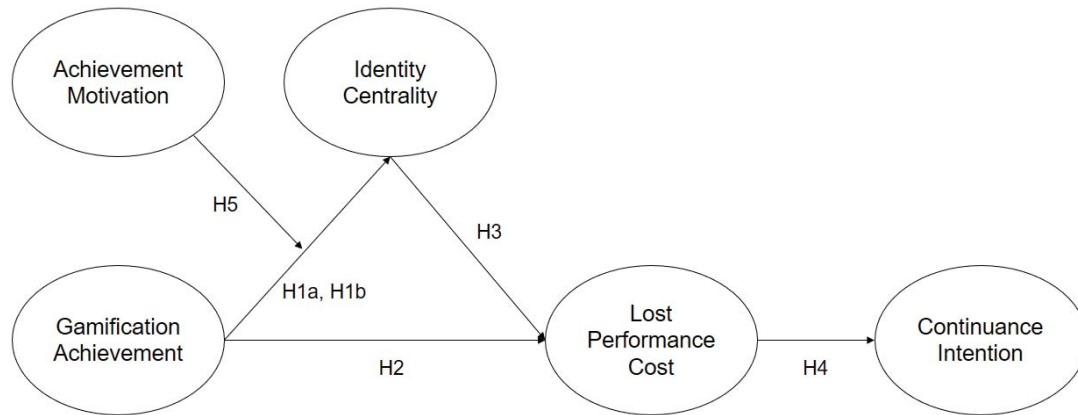 Achievement
Motivation
Identity
Centrality
H5
H3
H1a, H1b
Gamification
Achievement
H2
Lost
Performance
Cost
H4
Continuance
Intention